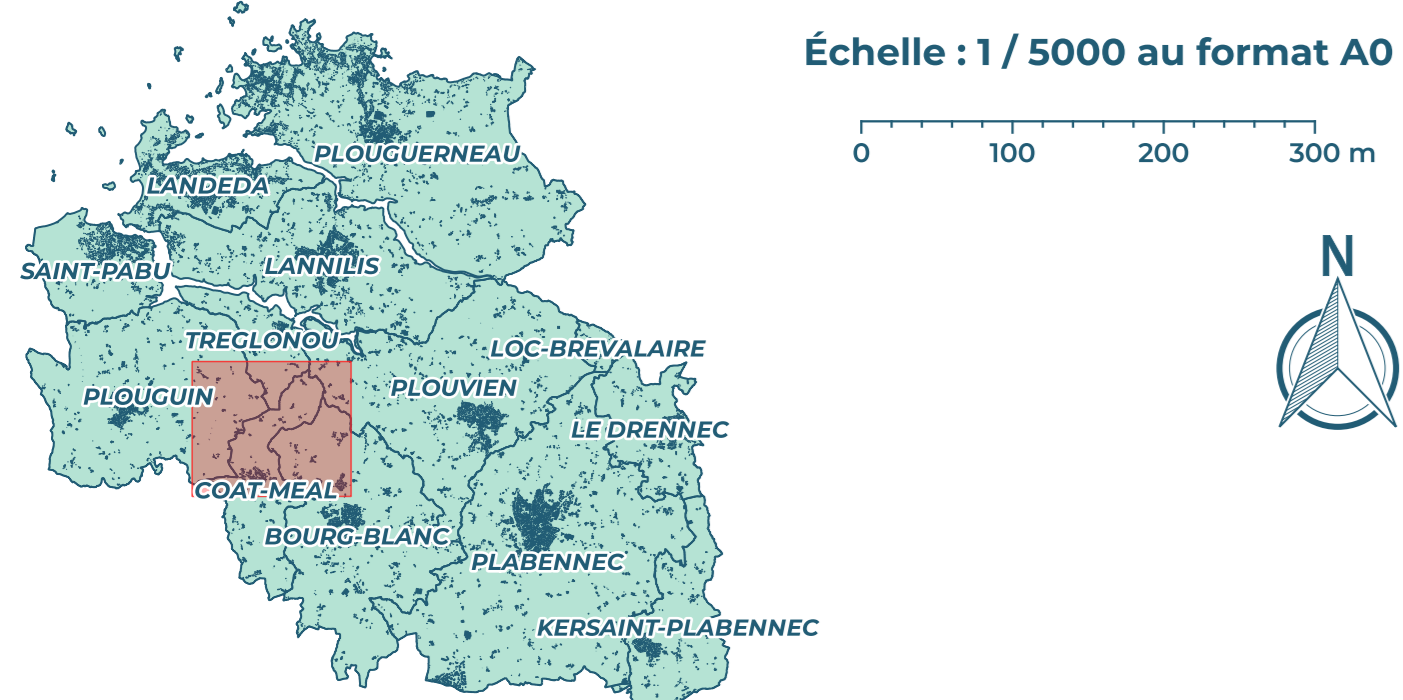 Échelle : 1 / 5000 au format A0
0 100 200 300 m
N
PLOUGUERNEAU
LANDEDA
SAINT-PABU
LANNILIS
TREGLONOU
LOC-BREVALAIRE
PLOUVIEN
PLOUGUIN
LE DRENNEC
COAT-MEAL
BOURG-BLANC
PLABENNEC
KERSAINT-PLABENNEC